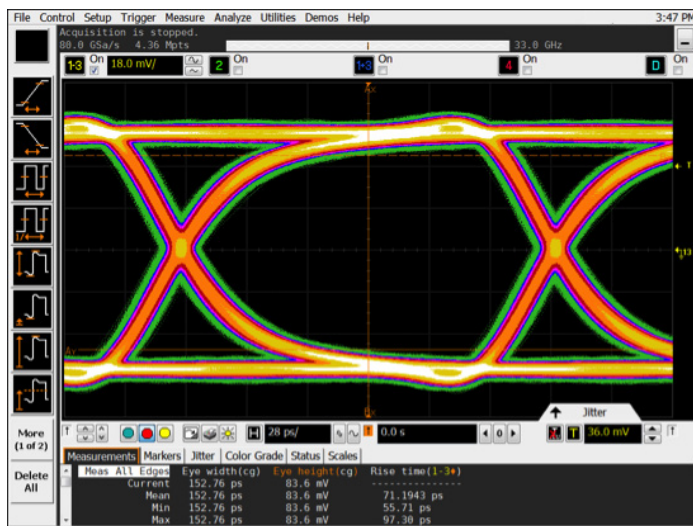 File Control Setup Trigger Measure Analyze Utilities Demos Help 3:47 PM
Acquisition is stopped.
80.0 GSa/s 4.36 Mpts 33.0 GHz
1-3 On 18.0 mV/ 2 On 1+3 On 4 On D On
Ax
1
Ay
Bx
More
(1 of 2)
Delete
All
Jitter
H 28 ps/ 0.0 s 0 T 36.0 mV
Measurements Markers Jitter Color Grade Status Scales
Meas All Edges Eye width(cg) Eye height(cg) Rise time(1-3♦)
Current 152.76 ps 83.6 mV ---------------
Mean 152.76 ps 83.6 mV 71.1943 ps
Min 152.76 ps 83.6 mV 55.71 ps
Max 152.76 ps 83.6 mV 97.30 ps